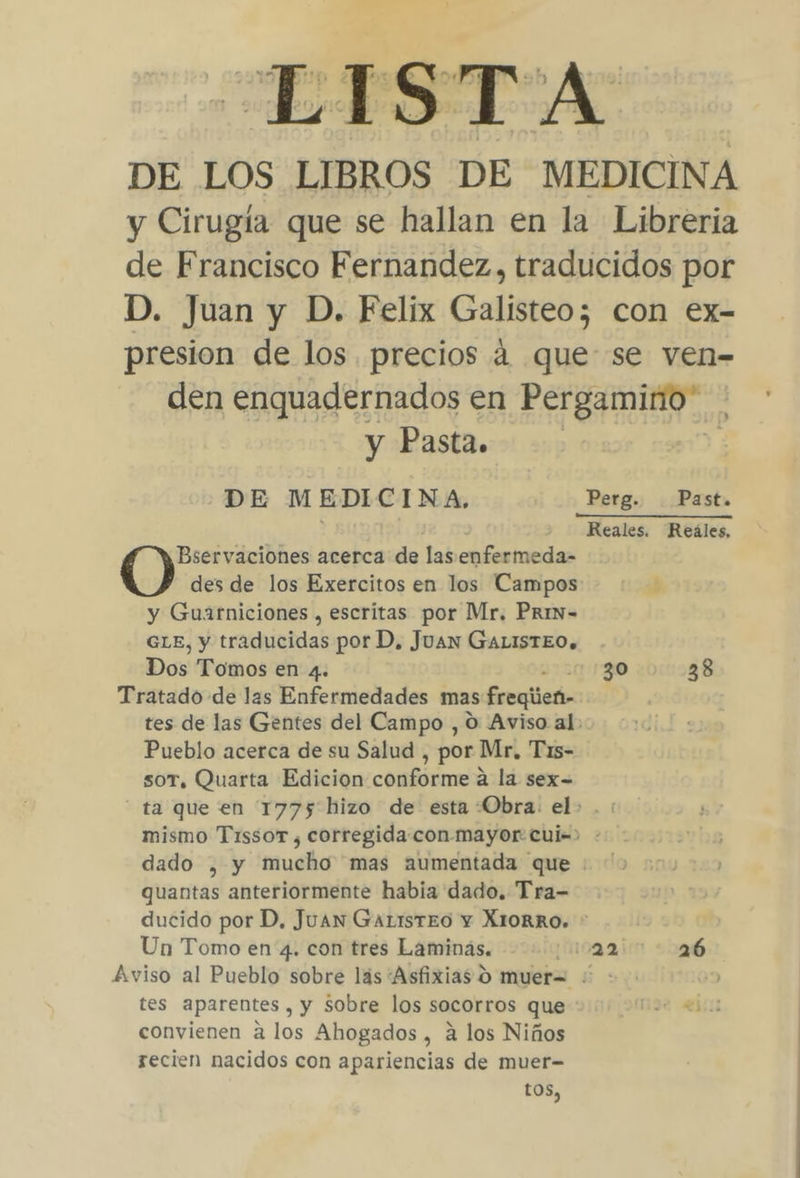 LISTA
DE LOS LIBROS DE MEDICINA
y Cirugía que se hallan en la Libreria
de Francisco Fernandez, traducidos por
D. Juan y D. Felix Galisteo; con ex-
presion de los precios à que se ven-
den enquadernados en Pergamino
y Pasta.
DE MEDICINA. Perg. Past.
Reales. Reales.
OBservaciones acerca de las enfermeda-
des de los Exercitos en los Campos
y Guarniciones, escritas por Mr. PRIN-
GLE, y traducidas por D. JUAN GALISTEO.
Dos Tomos en 4. 30 38
Tratado de las Enfermedades mas freqüen-
tes de las Gentes del Campo, ò Aviso al
Pueblo acerca de su Salud, por Mr. TIS-
SOT. Quarta Edicion conforme à la sex-
ta que en 1775 hizo de esta Obra el
mismo TISSOT, corregida con mayor cui-
dado, y mucho mas aumentada que
quantas anteriormente habia dado. Tra-
ducido por D. JUAN GALISTEO Y XIORRO.
Un Tomo en 4. con tres Laminas. 22 26
Aviso al Pueblo sobre las Asfixias ò muer-
tes aparentes, y sobre los socorros que
convienen à los Ahogados, à los Niños
recien nacidos con apariencias de muer-
tos,